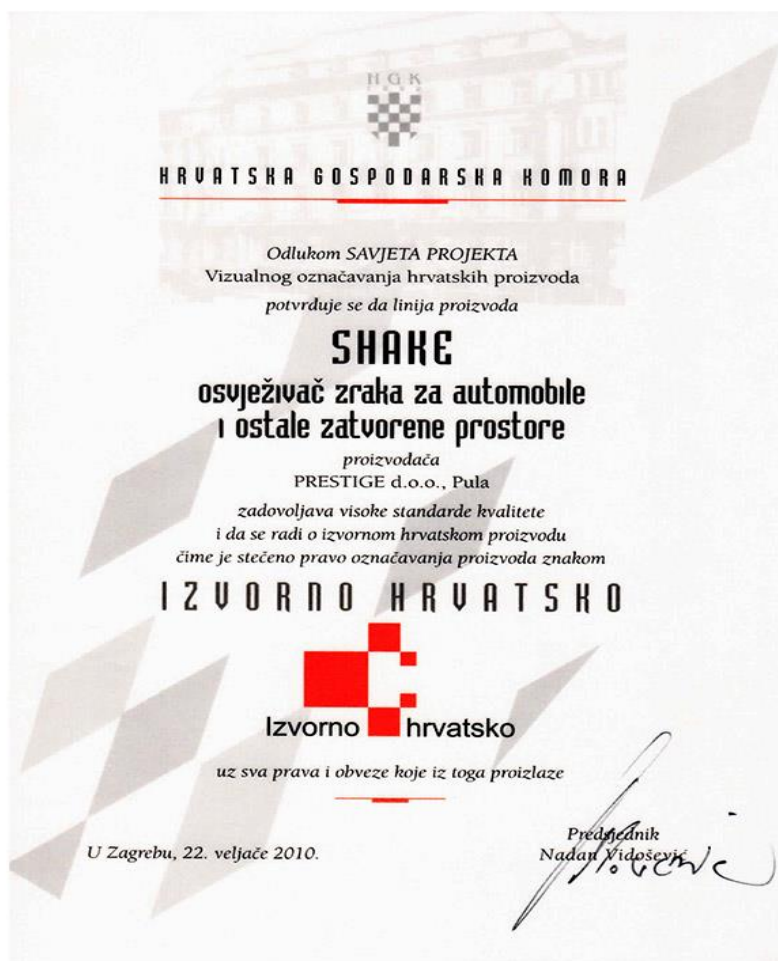 HGK
HRVATSKA GOSPODARSKA KOMORA
Odlukom SAVJETA PROJEKTA
Vizualnog označavanja hrvatskih proizvoda
potvrđuje se da linija proizvoda
SHAKE
osvježivač zraka za automobile
i ostale zatvorene prostore
proizvođača
PRESTIGE d.o.o., Pula
zadovoljava visoke standarde kvalitete
i da se radi o izvornom hrvatskom proizvodu
čime je stečeno pravo označavanja proizvoda znakom
IZVORNO HRVATSKO
Izvorno hrvatsko
uz sva prava i obveze koje iz toga proizlaze
Predsjednik
U Zagrebu, 22. veljače 2010.
Nadan Vidošević